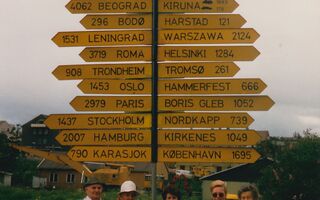 4062 BEOGRAD
KIRUNA
296 BODØ
HARSTAD 121
1531 LENINGRAD
WARSZAWA 2124
3719 ROMA
HELSINKI 1284
908 TRONDHEIM
TROMSØ 261
1453 OSLO
HAMMERFEST 666
2979 PARIS
BORIS GLEB 1052
1437 STOCKHOLM
NORDKAPP 739
2007 HAMBURG
KIRKENES 1049
790 KARASJOK
KØBENHAVN 1695